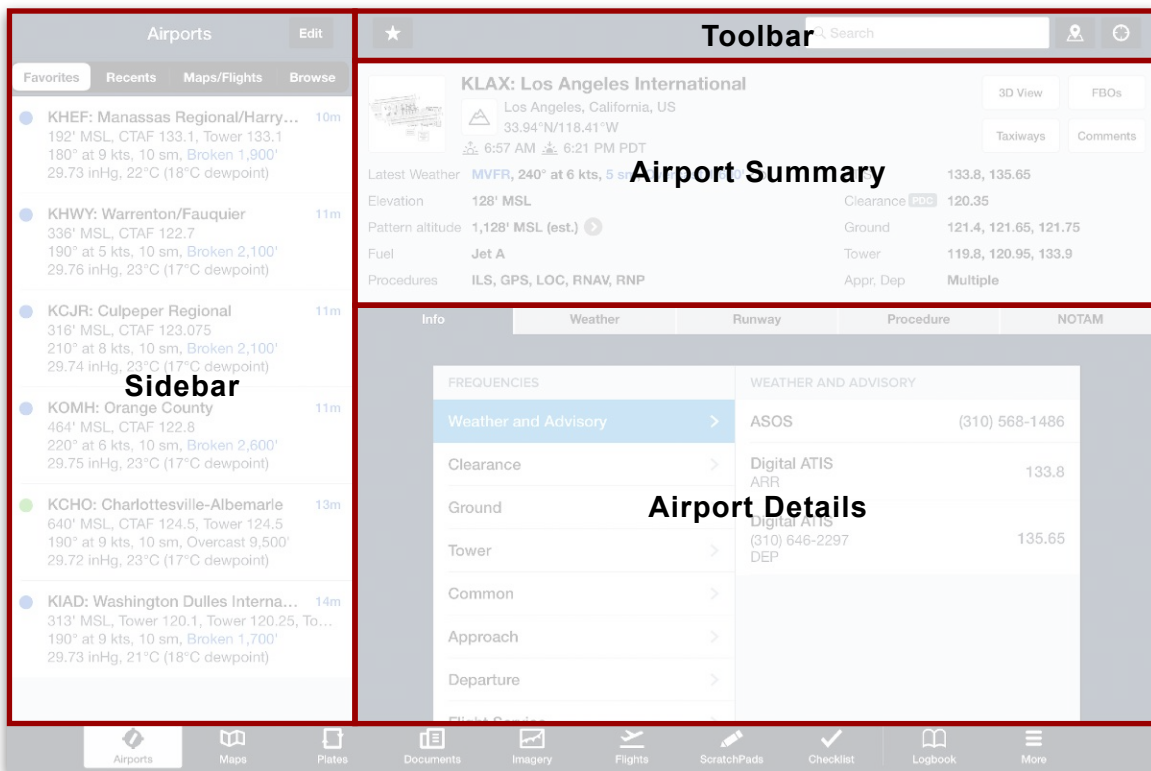 Airports
Edit
Toolbar
Search
Favorites Recents Maps/Flights Browse
KHEF: Manassas Regional/Harry... 10m
192' MSL, CTAF 133.1, Tower 133.1
180° at 9 kts, 10 sm, Broken 1,900'
29.73 inHg, 22°C (18°C dewpoint)
KHWY: Warrenton/Fauquier 11m
336' MSL, CTAF 122.7
190° at 5 kts, 10 sm, Broken 2,100'
29.76 inHg, 23°C (17°C dewpoint)
KCJR: Culpeper Regional 11m
316' MSL, CTAF 123.075
210° at 8 kts, 10 sm, Broken 2,100'
29.74 inHg, 23°C (17°C dewpoint)
Sidebar
KOMH: Orange County 11m
464' MSL, CTAF 122.8
220° at 6 kts, 10 sm, Broken 2,600'
29.75 inHg, 23°C (17°C dewpoint)
KCHO: Charlottesville-Albemarle 13m
640' MSL, CTAF 124.5, Tower 124.5
190° at 9 kts, 10 sm, Overcast 9,500'
29.72 inHg, 23°C (17°C dewpoint)
KIAD: Washington Dulles Interna... 14m
313' MSL, Tower 120.1, Tower 120.25, To...
190° at 9 kts, 10 sm, Broken 1,700'
29.73 inHg, 21°C (18°C dewpoint)
KLAX: Los Angeles International
Los Angeles, California, US
33.94°N/118.41°W
6:57 AM 6:21 PM PDT
3D View FBOs
Taxiways Comments
Airport Summary
Latest Weather MVFR, 240° at 6 kts, 5 sm
133.8, 135.65
Elevation 128' MSL
Clearance PDC 120.35
Pattern altitude 1,128' MSL (est.)
Ground 121.4, 121.65, 121.75
Fuel Jet A
Tower 119.8, 120.95, 133.9
Procedures ILS, GPS, LOC, RNAV, RNP
Appr, Dep Multiple
Info Weather Runway Procedure NOTAM
FREQUENCIES
Weather and Advisory
Clearance
Ground
Tower
Common
Approach
Departure
Flight Service
WEATHER AND ADVISORY
ASOS (310) 568-1486
Digital ATIS 133.8
ARR
Airport Details
Digital ATIS
(310) 646-2297 135.65
DEP
Airports Maps Plates Documents Imagery Flights ScratchPads Checklist Logbook More